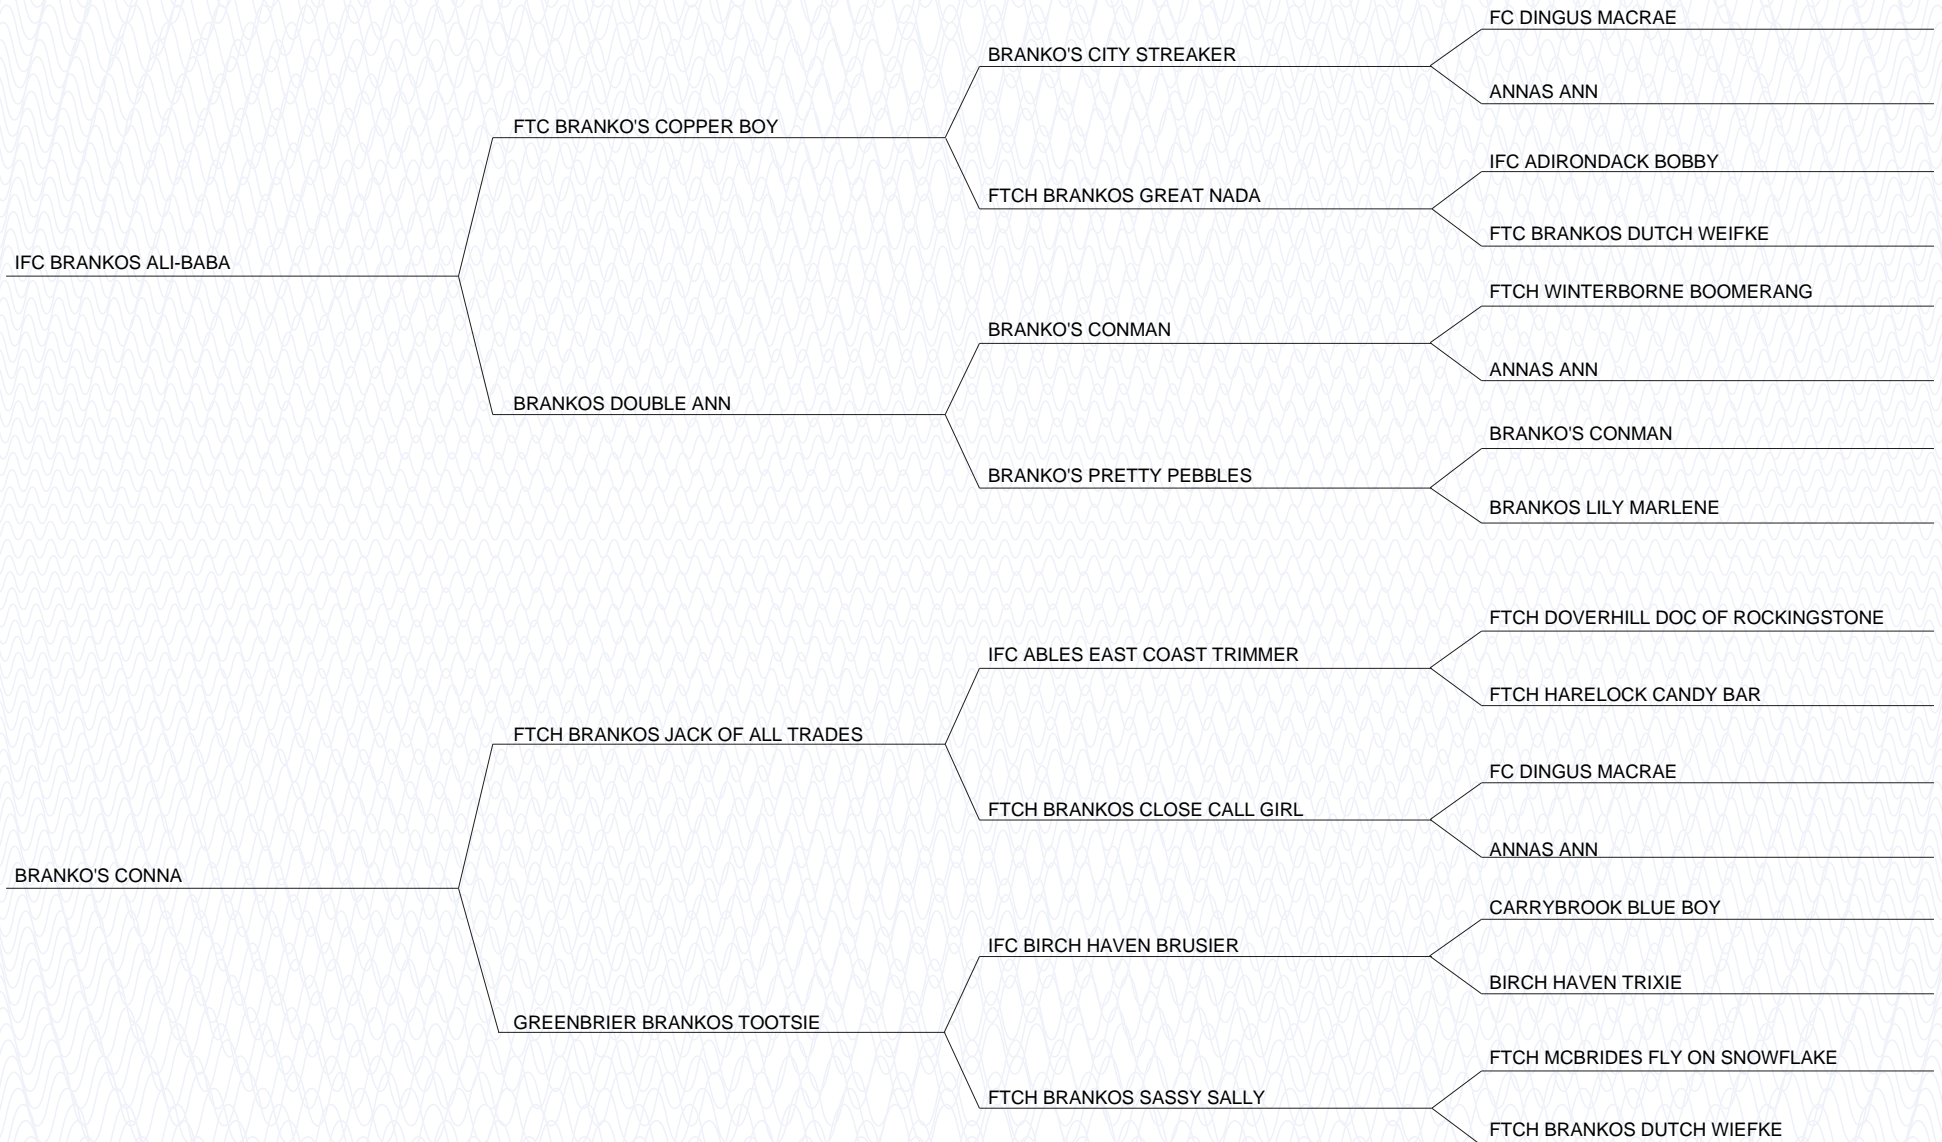 FC DINGUS MACRAE
BRANKO'S CITY STREAKER
ANNAS ANN
FTC BRANKO'S COPPER BOY
IFC ADIRONDACK BOBBY
FTCH BRANKOS GREAT NADA
FTC BRANKOS DUTCH WEIFKE
IFC BRANKOS ALI-BABA
FTCH WINTERBORNE BOOMERANG
BRANKO'S CONMAN
ANNAS ANN
BRANKOS DOUBLE ANN
BRANKO'S CONMAN
BRANKO'S PRETTY PEBBLES
BRANKOS LILY MARLENE
FTCH DOVERHILL DOC OF ROCKINGSTONE
IFC ABLES EAST COAST TRIMMER
FTCH HARELOCK CANDY BAR
FTCH BRANKOS JACK OF ALL TRADES
FC DINGUS MACRAE
FTCH BRANKOS CLOSE CALL GIRL
ANNAS ANN
BRANKO'S CONNA
CARRYBROOK BLUE BOY
IFC BIRCH HAVEN BRUSIER
BIRCH HAVEN TRIXIE
GREENBRIER BRANKOS TOOTSIE
FTCH MCBRIDES FLY ON SNOWFLAKE
FTCH BRANKOS SASSY SALLY
FTCH BRANKOS DUTCH WIEFKE